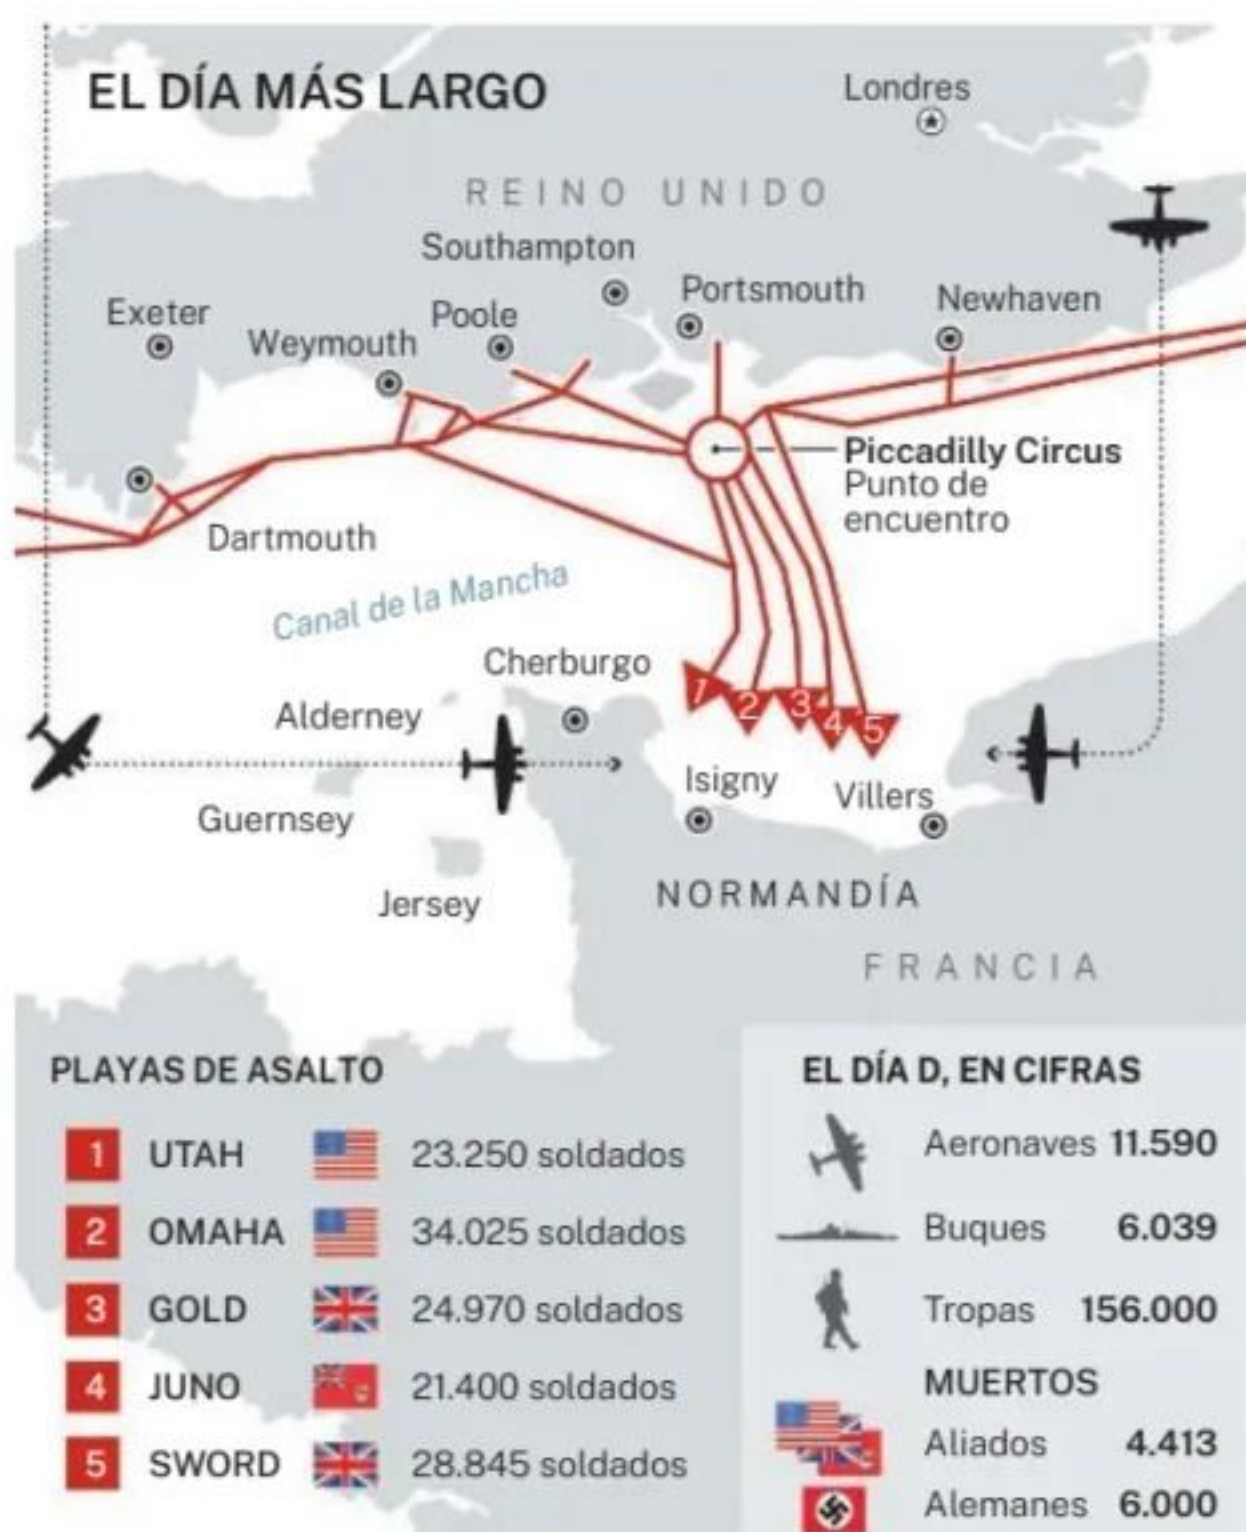 EL DÍA MÁS LARGO
Londres
REINO UNIDO
Southampton
Portsmouth
Newhaven
Exeter
Poole
Weymouth
Piccadilly Circus
Punto de
encuentro
Dartmouth
Canal de la Mancha
Cherburgo
Alderney
1
2
3
4
5
Isigny
Villers
Guernsey
Jersey
NORMANDÍA
FRANCIA
PLAYAS DE ASALTO
1 UTAH 23.250 soldados
2 OMAHA 34.025 soldados
3 GOLD 24.970 soldados
4 JUNO 21.400 soldados
5 SWORD 28.845 soldados
EL DÍA D, EN CIFRAS
Aeronaves 11.590
Buques 6.039
Tropas 156.000
MUERTOS
Aliados 4.413
Alemanes 6.000